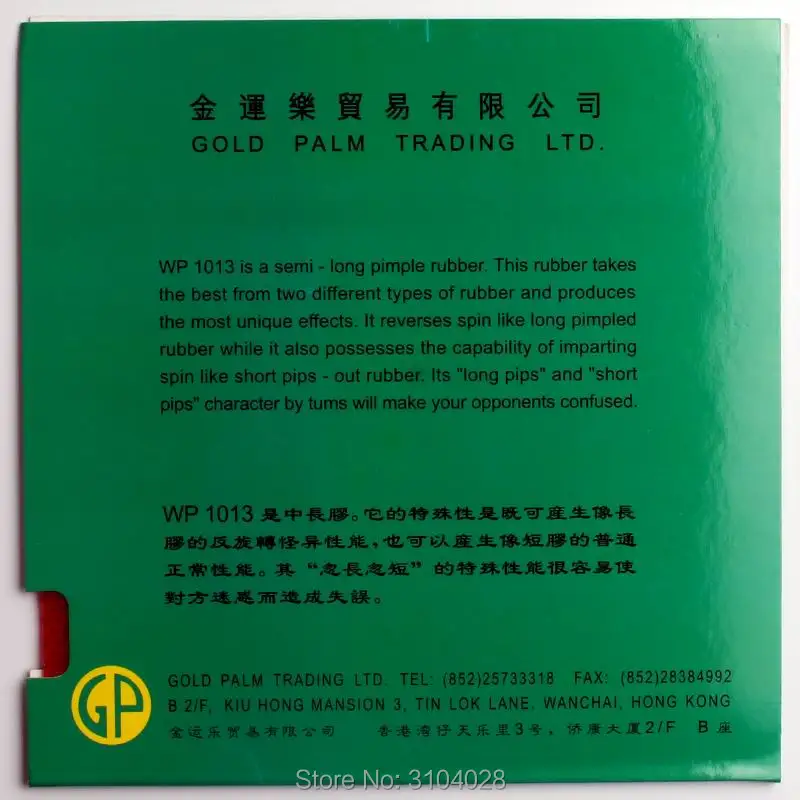 金運樂貿易有限公司
GOLD PALM TRADING LTD.
WP 1013 is a semi - long pimple rubber. This rubber takes
the best from two different types of rubber and produces
the most unique effects. It reverses spin like long pimpled
rubber while it also possesses the capability of imparting
spin like short pips - out rubber. Its "long pips" and "short
pips" character by tums will make your opponents confused.
WP 1013 是中長膠。它的特殊性是既可產生像長
膠的反旋轉怪异性能,也可以產生像短膠的普通
正常性能。其“忽長忽短”的特殊性能很容易使
對方迷惑而造成失誤。
GP
GOLD PALM TRADING LTD. TEL: (852)25733318 FAX: (852)28384992
B 2/F, KIU HONG MANSION 3, TIN LOK LANE, WANCHAI, HONG KONG
金运乐贸易有限公司 香港湾仔天乐里3号，侨康大厦2/F B座
Store No: 3104028